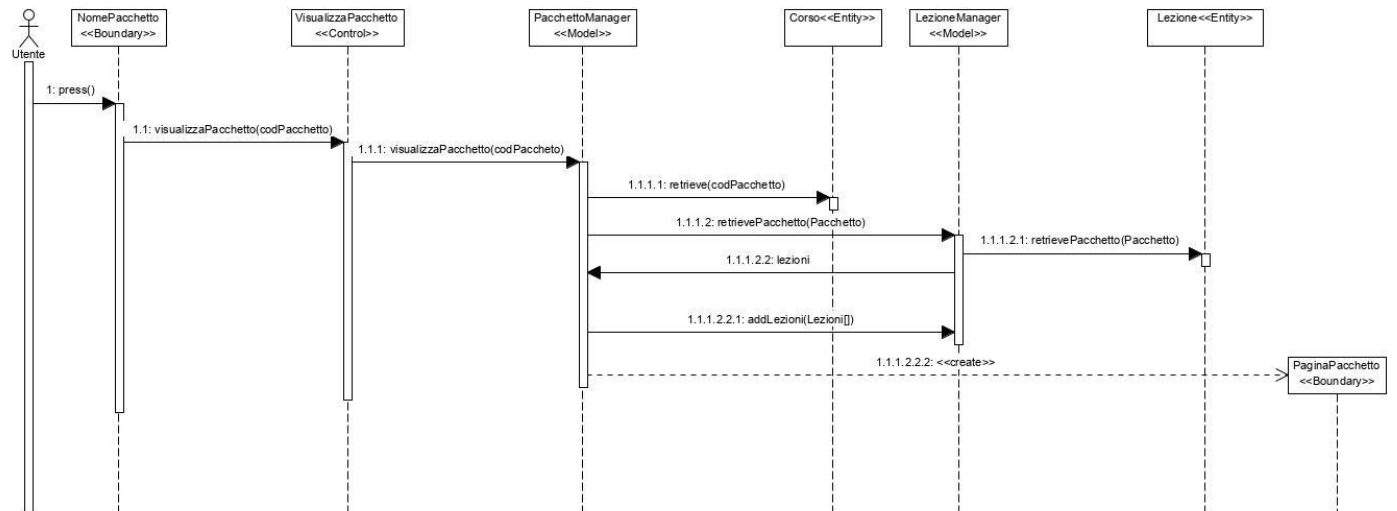 Utente
NomePacchetto
<<Boundary>>
VisualizzaPacchetto
<<Control>>
PacchettoManager
<<Model>>
Corso<<Entity>>
LezioneManager
<<Model>>
Lezione<<Entity>>
1: press()
1.1: visualizzaPacchetto(codPacchetto)
1.1.1: visualizzaPacchetto(codPaccheto)
1.1.1.1: retrieve(codPacchetto)
1.1.1.2: retrievePacchetto(Pacchetto)
1.1.1.2.1: retrievePacchetto(Pacchetto)
1.1.1.2.2: lezioni
1.1.1.2.2.1: addLezioni(Lezioni[])
1.1.1.2.2.2: <<create>>
PaginaPacchetto
<<Boundary>>